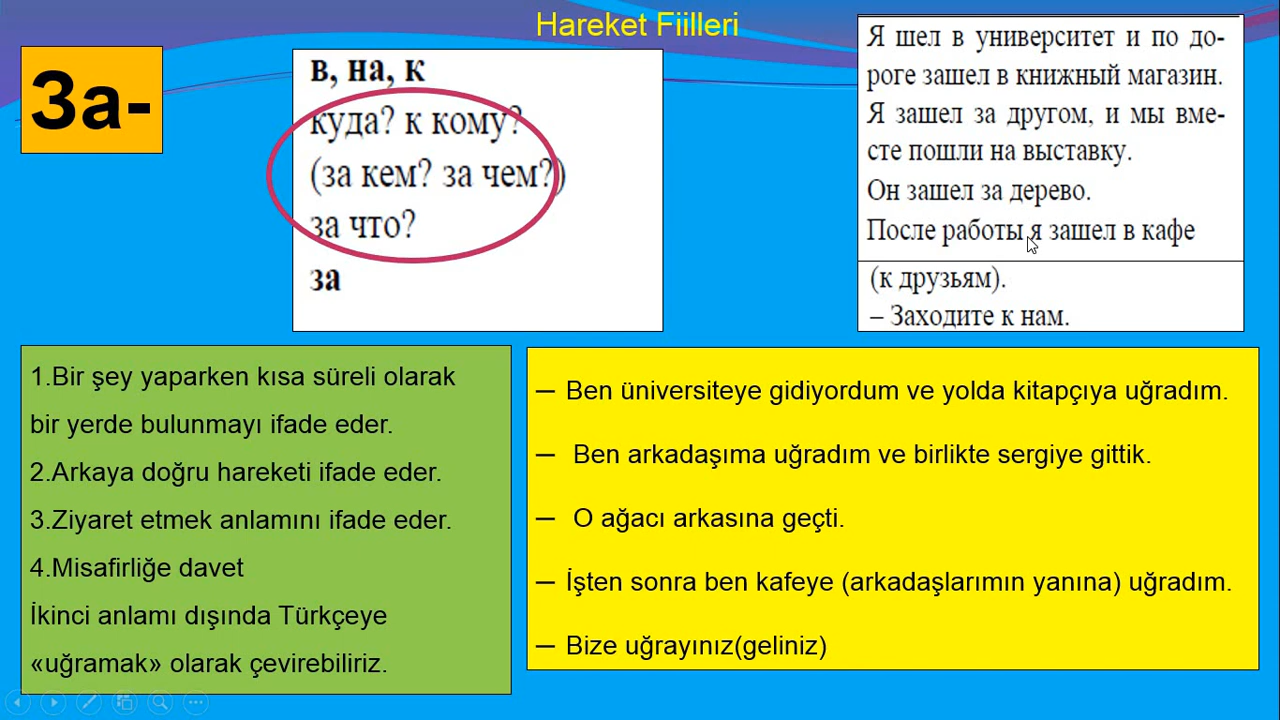 Hareket Fiilleri
За-
в, на, к
куда? к кому?
(за кем? за чем?)
за что?
за
Я шел в университет и по до-
роге зашел в книжный магазин.
Я зашел за другом, и мы вме-
сте пошли на выставку.
Он зашел за дерево.
После работы я зашел в кафе
(к друзьям).
– Заходите к нам.
1.Bir şey yaparken kısa süreli olarak
bir yerde bulunmayı ifade eder.
2.Arkaya doğru hareketi ifade eder.
3.Ziyaret etmek anlamını ifade eder.
4.Misafirliğe davet
İkinci anlamı dışında Türkçeye
«uğramak» olarak çevirebiliriz.
— Ben üniversiteye gidiyordum ve yolda kitapçıya uğradım.
— Ben arkadaşıma uğradım ve birlikte sergiye gittik.
— O ağacı arkasına geçti.
— İşten sonra ben kafeye (arkadaşlarımın yanına) uğradım.
— Bize uğrayınız(geliniz)